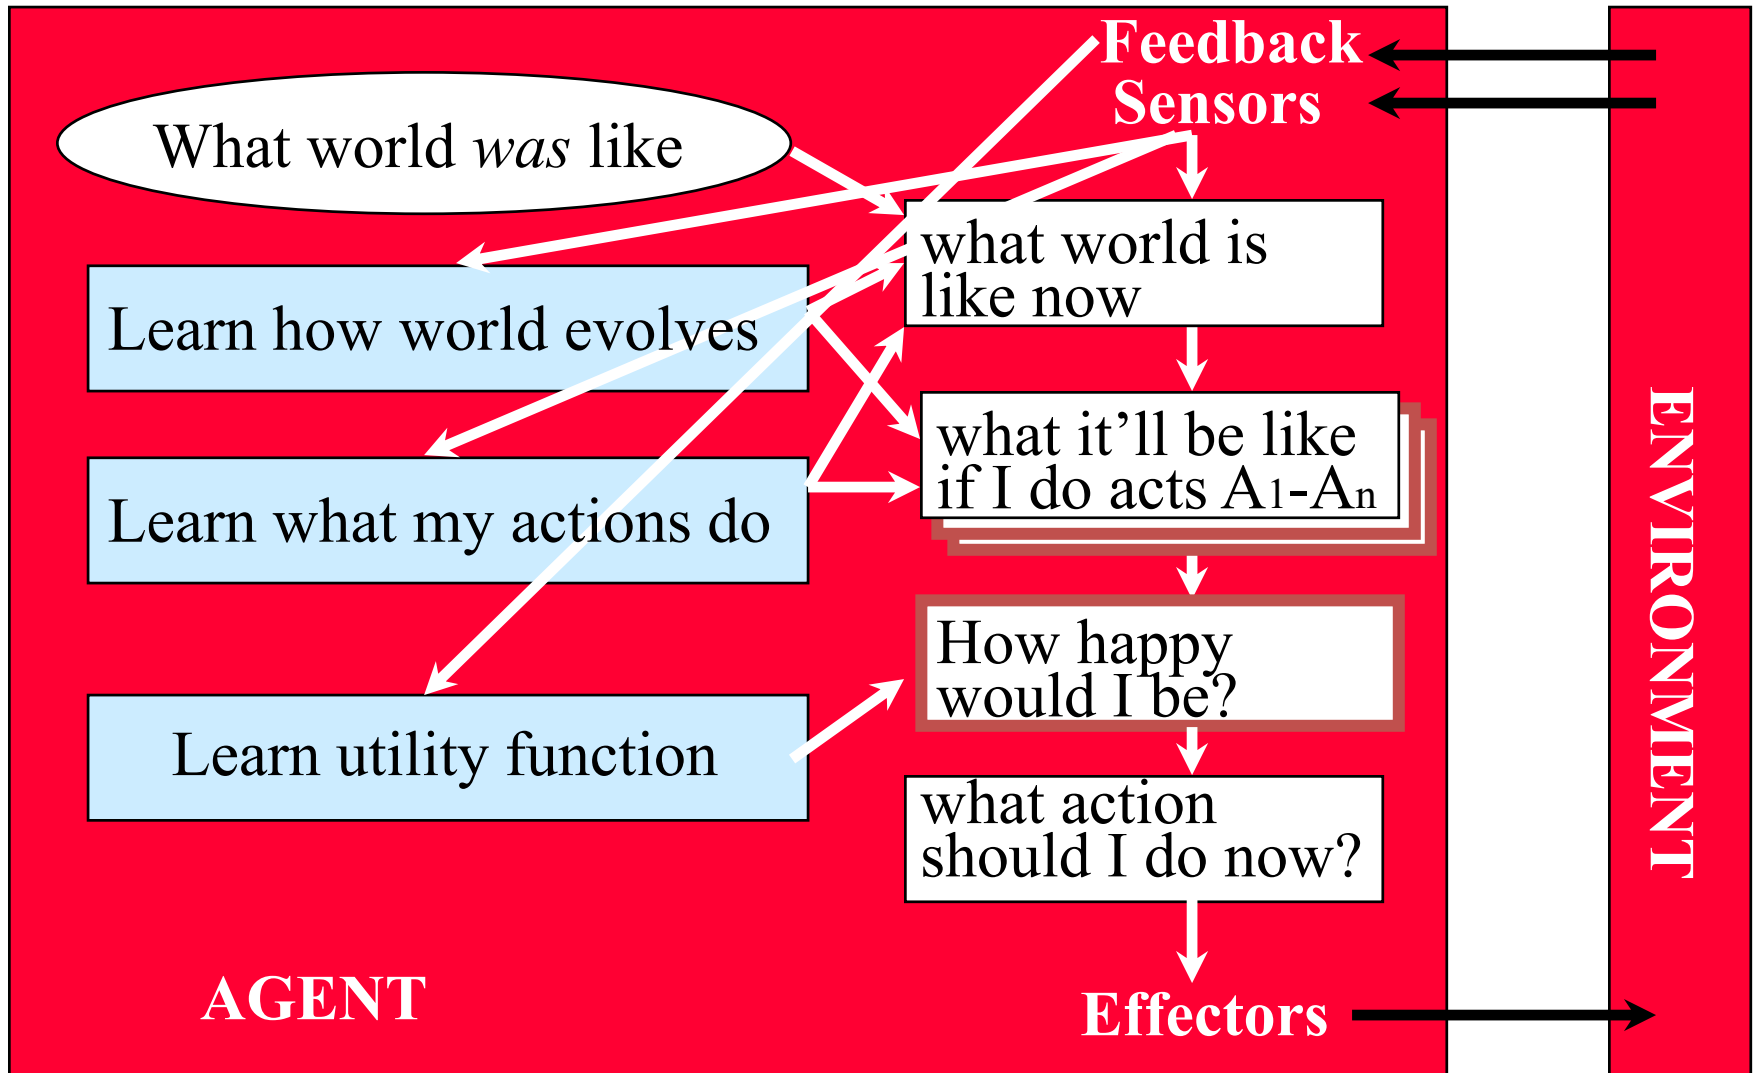 Feedback
Sensors
What world was like
what world is
like now
Learn how world evolves
what it’ll be like
if I do acts A1-An
Learn what my actions do
How happy
would I be?
Learn utility function
what action
should I do now?
AGENT
Effectors
ENVIRONMENT